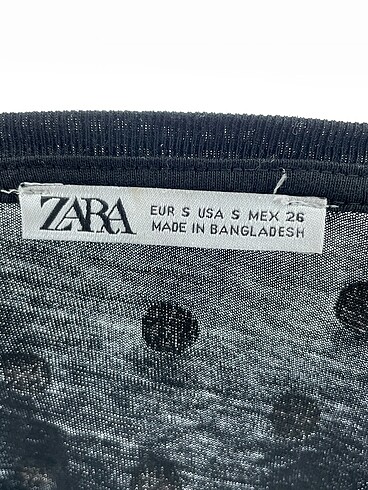 ZARA
EUR S USA S MEX 26
MADE IN BANGLADESH